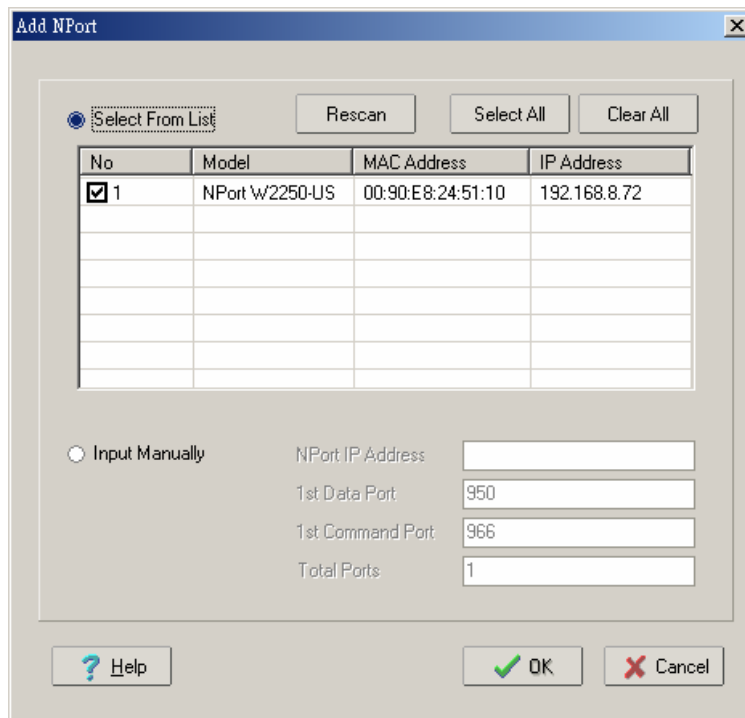 Add NPort
Select From List Rescan Select All Clear All
No Model MAC Address IP Address
1 NPort W2250-US 00:90:E8:24:51:10 192.168.8.72
Input Manually NPort IP Address
1st Data Port 950
1st Command Port 966
Total Ports 1
Help OK Cancel